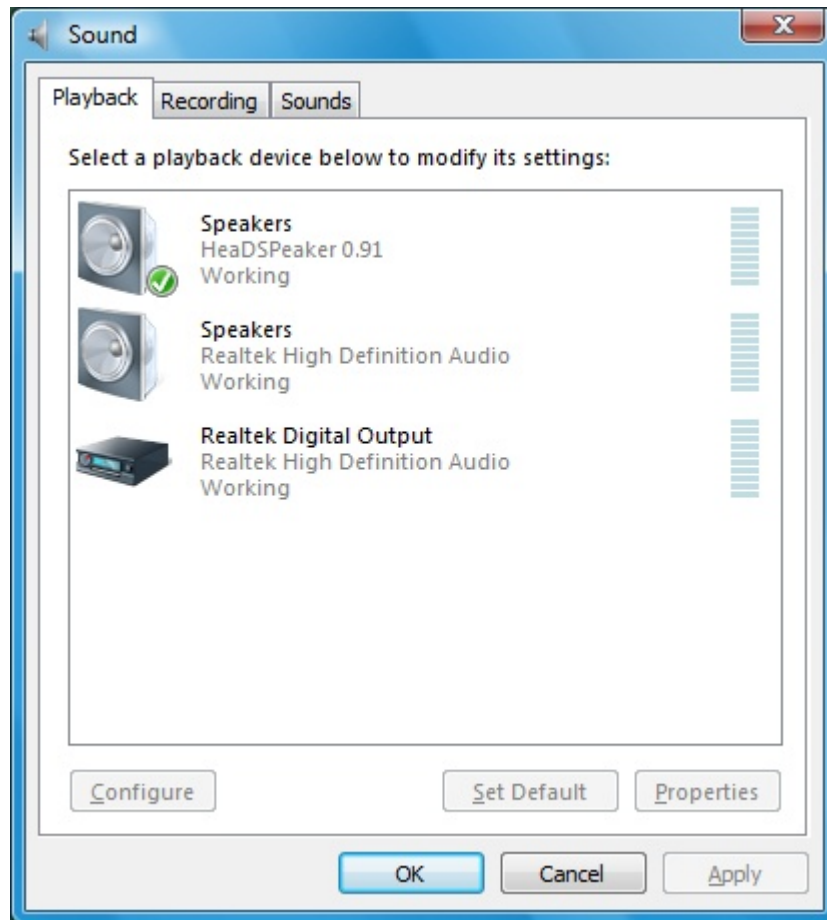 Sound
Playback Recording Sounds
Select a playback device below to modify its settings:
Speakers
HeaDSPeaker 0.91
Working
Speakers
Realtek High Definition Audio
Working
Realtek Digital Output
Realtek High Definition Audio
Working
Configure Set Default Properties
OK Cancel Apply